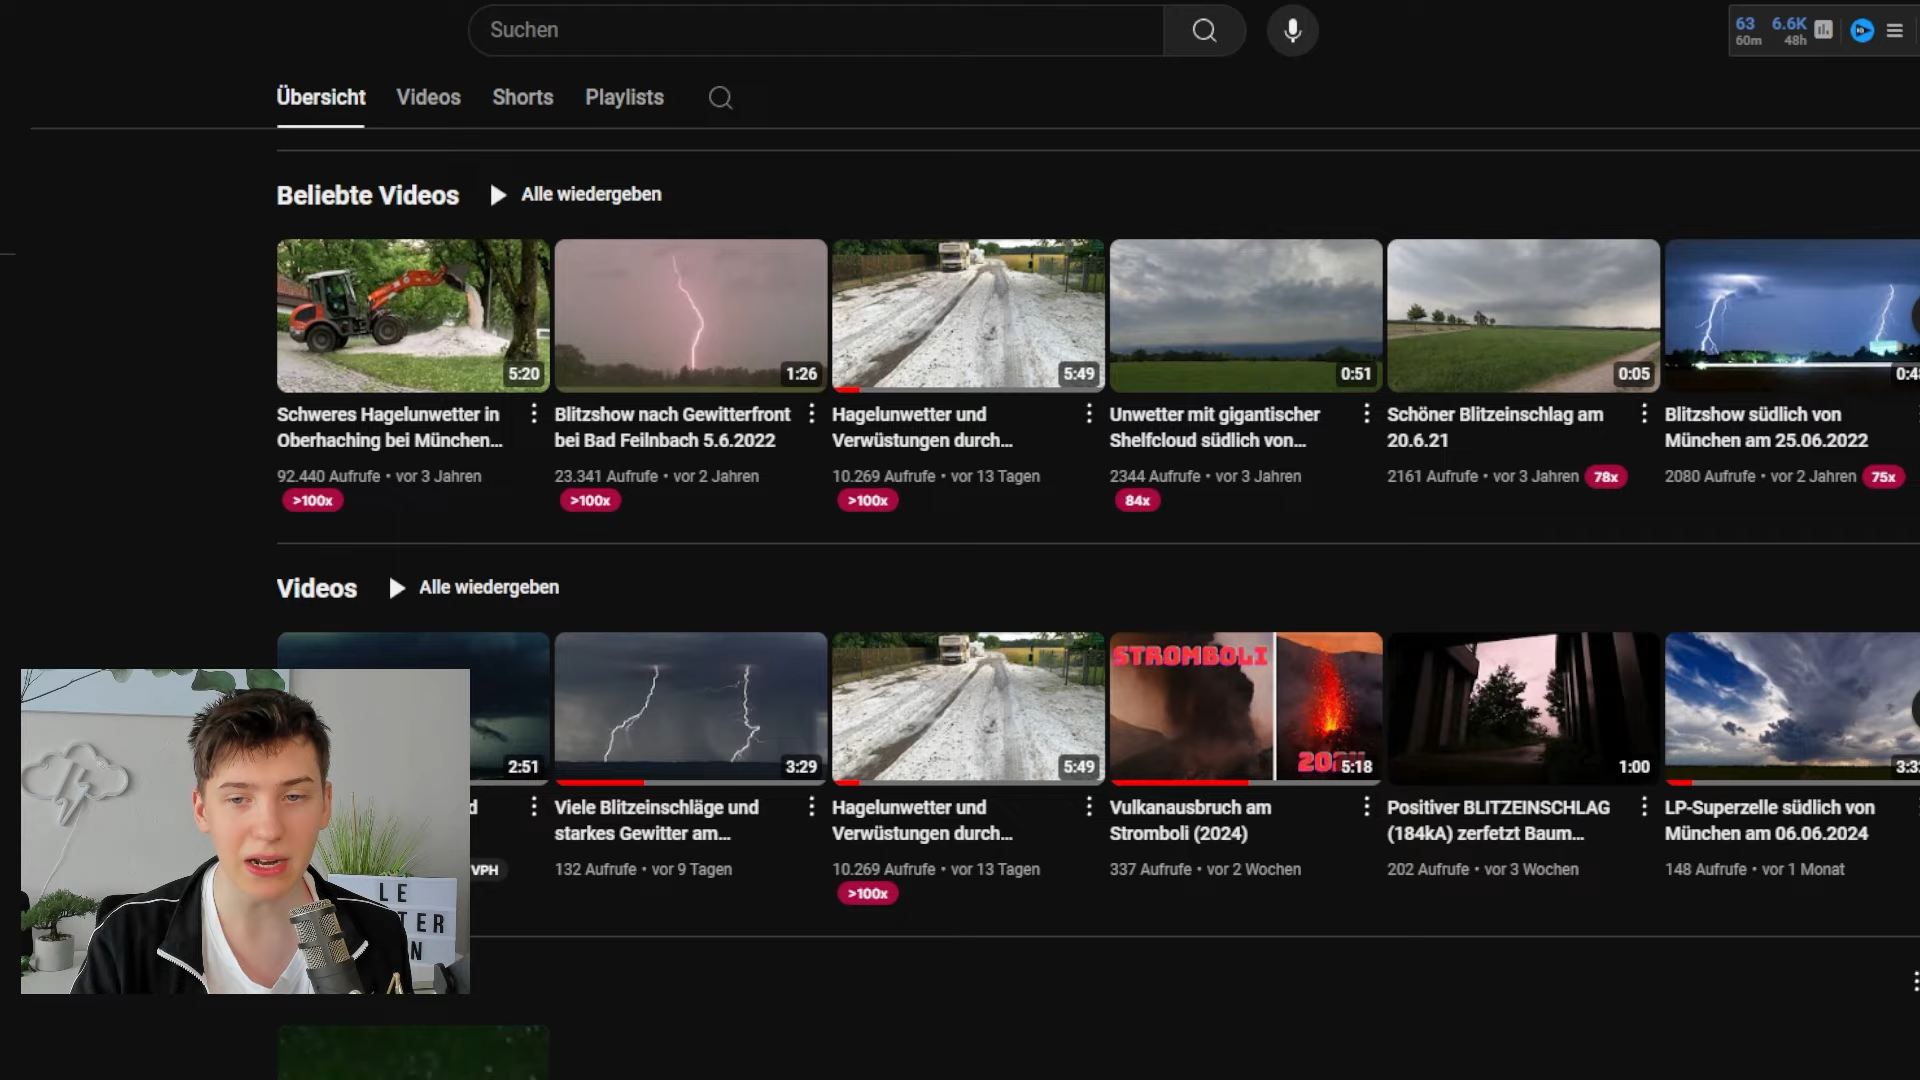 Suchen
63 6.6K
60m 48h
Übersicht Videos Shorts Playlists
Beliebte Videos Alle wiedergeben
5:20 1:26 5:49 0:51 0:05
Schweres Hagelunwetter in
Oberhaching bei München...
92.440 Aufrufe • vor 3 Jahren
>100x
Blitzshow nach Gewitterfront
bei Bad Feilnbach 5.6.2022
23.341 Aufrufe • vor 2 Jahren
>100x
Hagelunwetter und
Verwüstungen durch...
10.269 Aufrufe • vor 13 Tagen
>100x
Unwetter mit gigantischer
Shelfcloud südlich von...
2344 Aufrufe • vor 3 Jahren
84x
Schöner Blitzeinschlag am
20.6.21
2161 Aufrufe • vor 3 Jahren 78x
Blitzshow südlich von
München am 25.06.2022
2080 Aufrufe • vor 2 Jahren 75x
Videos Alle wiedergeben
STROMBOLI
2:51 3:29 5:49 5:18 1:00
VPH
Viele Blitzeinschläge und
starkes Gewitter am...
132 Aufrufe • vor 9 Tagen
Hagelunwetter und
Verwüstungen durch...
10.269 Aufrufe • vor 13 Tagen
>100x
Vulkanausbruch am
Stromboli (2024)
337 Aufrufe • vor 2 Wochen
Positiver BLITZEINSCHLAG
(184kA) zerfetzt Baum...
202 Aufrufe • vor 3 Wochen
LP-Superzelle südlich von
München am 06.06.2024
148 Aufrufe • vor 1 Monat
LE
TER
N